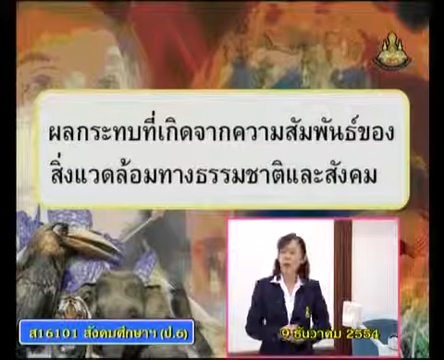 ผลกระทบที่เกิดจากความสัมพันธ์ของ
สิ่งแวดล้อมทางธรรมชาติและสังคม
ส16101 สังคมศึกษาฯ (ป.6)
9 ธันวาคม 2554